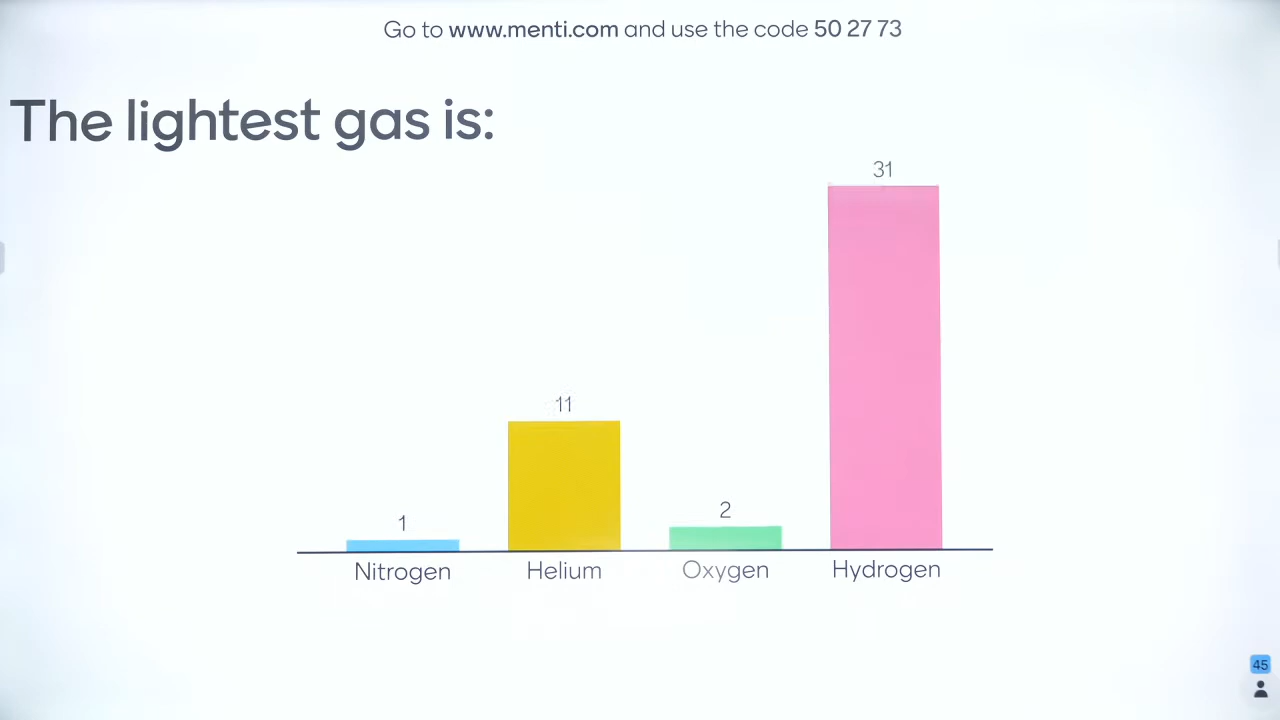 Go to www.menti.com and use the code 50 27 73
The lightest gas is:
31
11
2
1
Nitrogen
Helium
Oxygen
Hydrogen
45